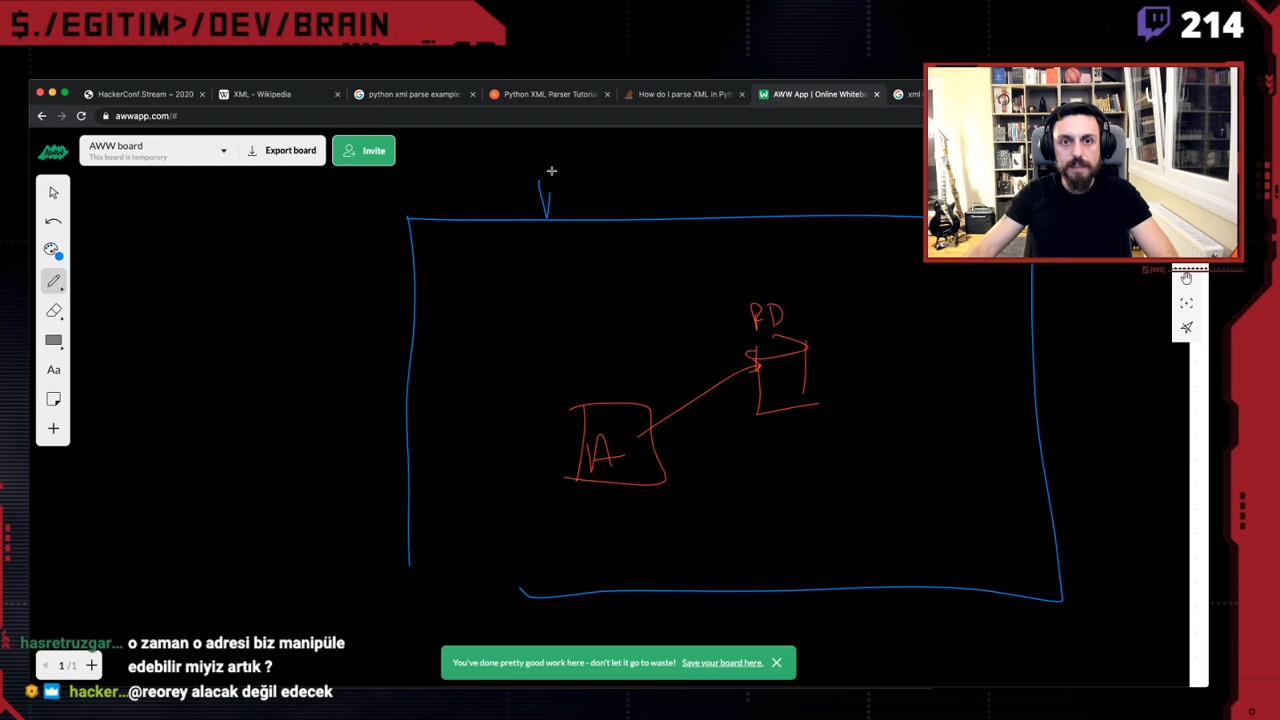 $./EGITIM>/DEV/BRAIN
214
HackerConf.Stream – 2020
XML - Wikipedia
python xml parse example
Python XML Parser Tutoria
How do I parse XML in Pyt
AWW App | Online Whitebo
xml
awwapp.com/#
AWW board
This board is temporary
Export board
Invite
Aa
RD
A
hasretruzgar... o zaman o adresi biz manipüle
edebilir miyiz artık ?
1/1
hacker... @reorey alacak değil edecek
You've done pretty good work here - don't let it go to waste! Save your board here.